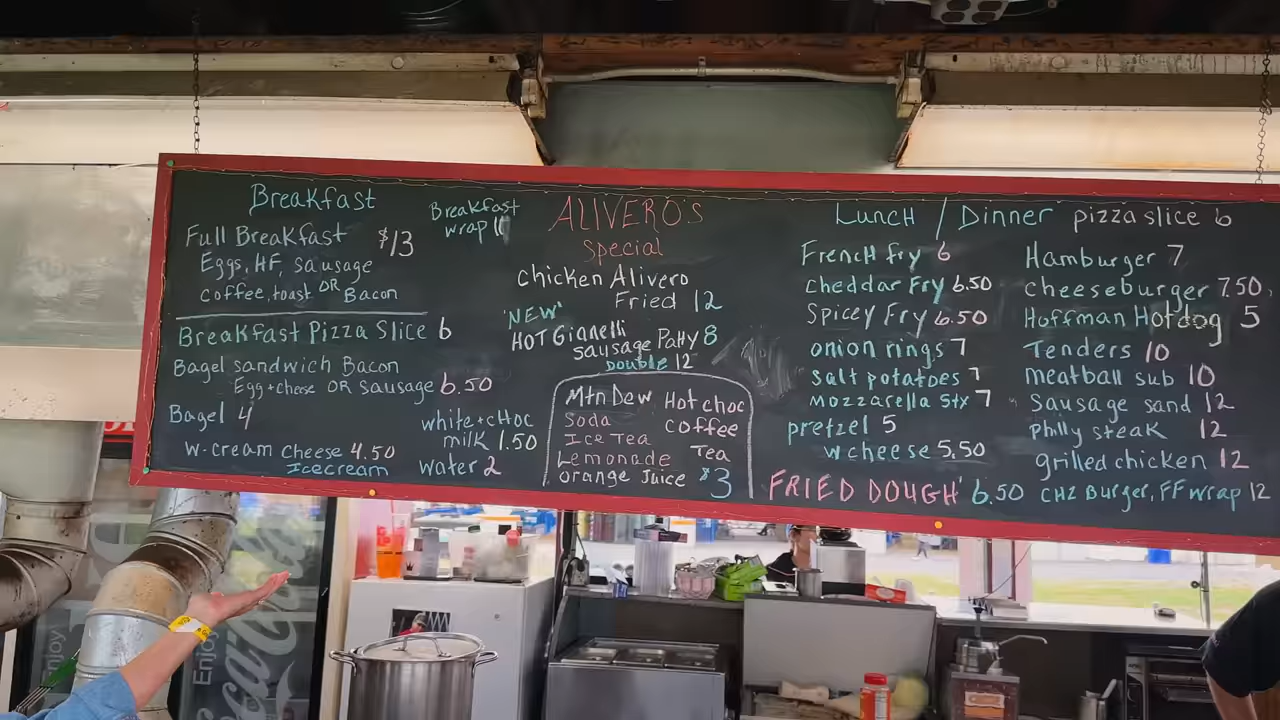 Breakfast
Full Breakfast $13
Eggs, HF, sausage
coffee, toast OR Bacon
Breakfast
wrap 11
Breakfast Pizza Slice 6
Bagel sandwich Bacon
Egg + cheese OR sausage 6.50
Bagel 4
w. cream cheese 4.50
Icecream
white + cHoc
milk 1.50
water 2
ALIVERO'S
Special
chicken Alivero
Fried 12
"NEW"
HOT Gianelli
sausage Patty 8
double 12
Mtn Dew
Soda
Ice Tea
Lemonade
orange Juice
Hot choc
coffee
Tea
$3
Lunch / Dinner pizza slice 6
French fry 6
cheddar Fry 6.50
Spicey Fry 6.50
onion rings 7
salt potatoes 7
mozzarella Stx 7
pretzel 5
w cheese 5.50
FRIED DOUGH 6.50
Hamburger 7
cheeseburger 7.50
Hoffman Hotdog 5
Tenders 10
meatball sub 10
Sausage sand 12
Philly steak 12
grilled chicken 12
CHZ Burger, FF wrap 12
Enjoy
Enjoy
Coca-Cola